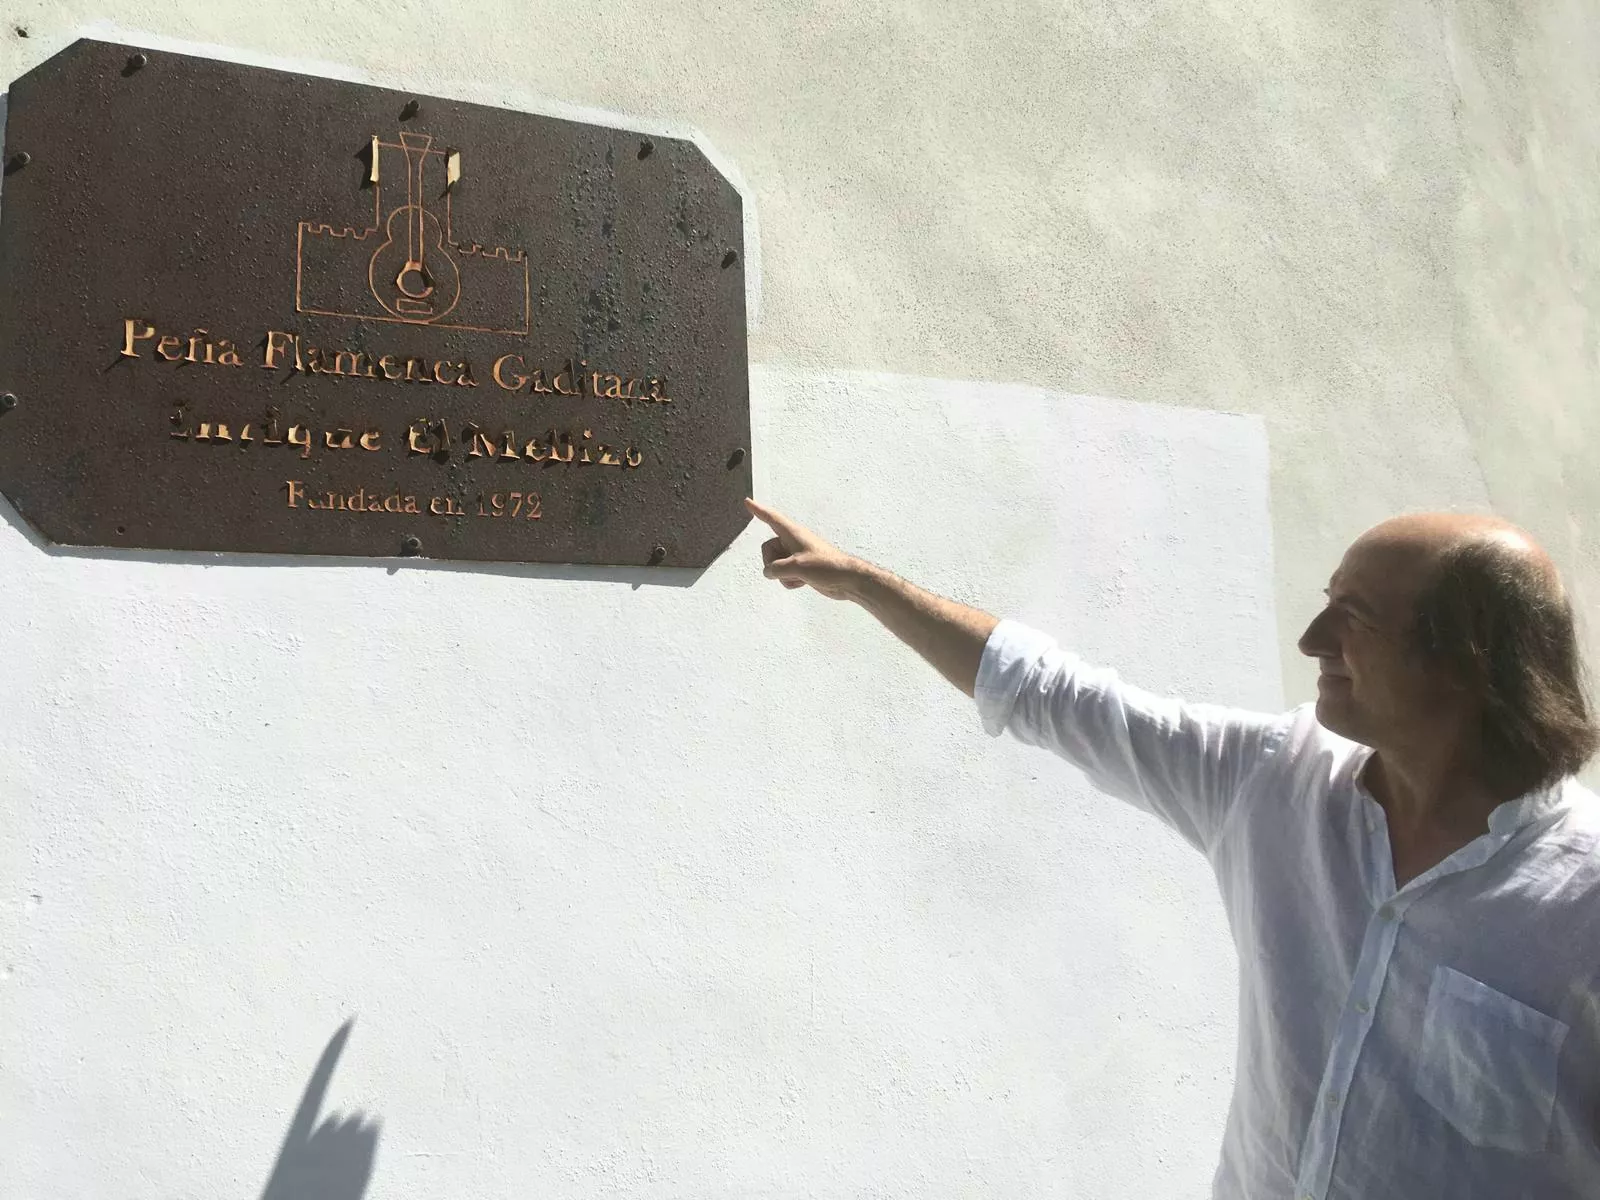 Peña Flamenca Gaditana
Enrique El Mellizo
Fundada en 1972